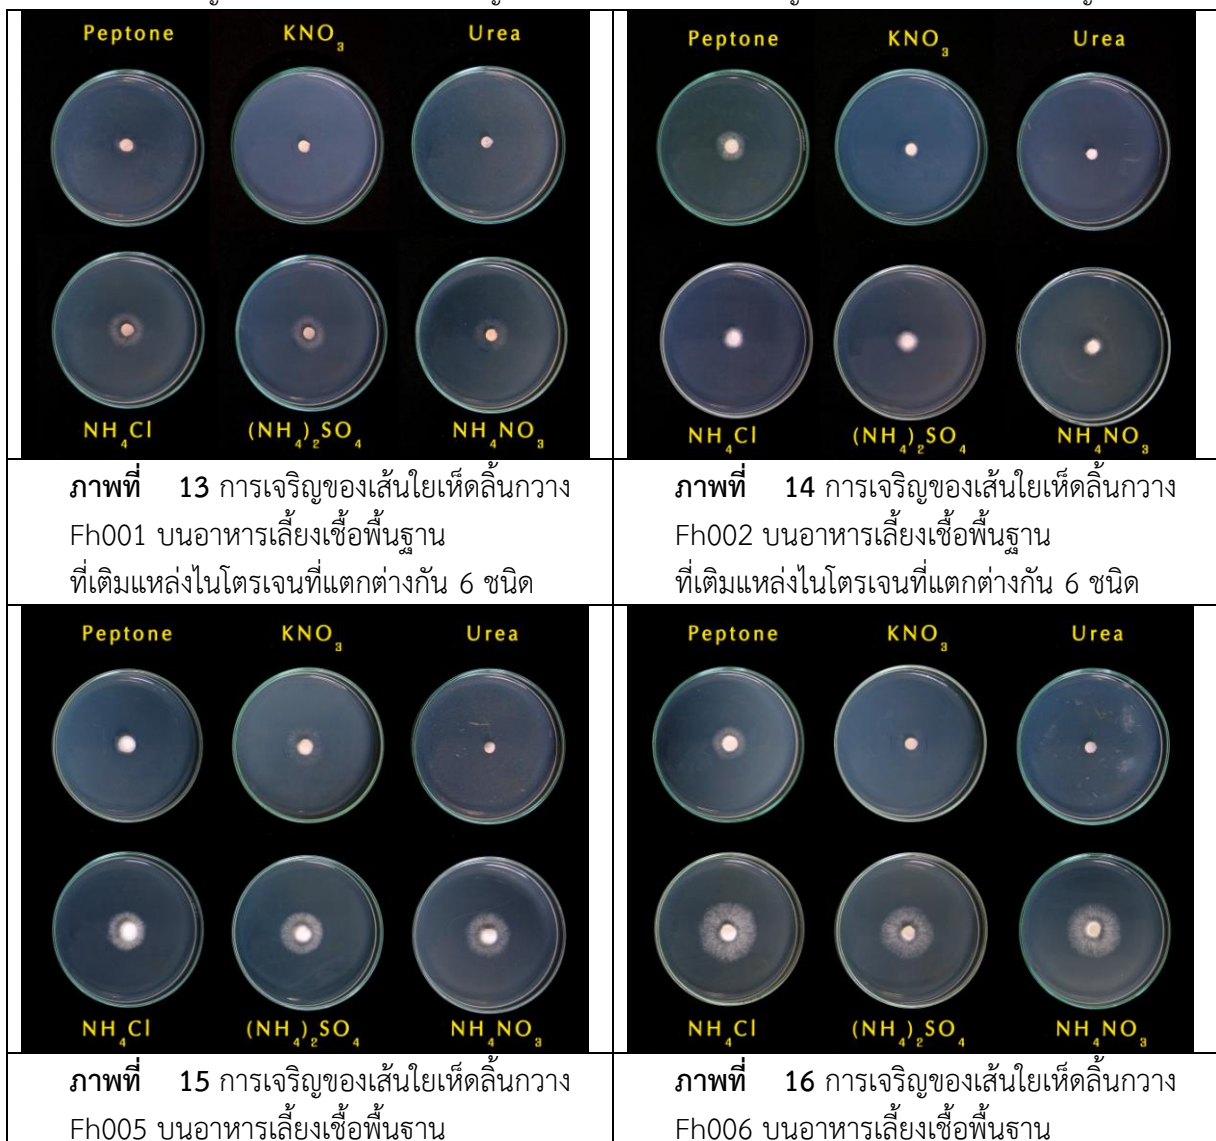 Peptone KNO₃ Urea
NH₄Cl (NH₄)₂SO₄ NH₄NO₃
ภาพที่ 13 การเจริญของเส้นใยเห็ดลิ้นกวาง
Fh001 บนอาหารเลี้ยงเชื้อพื้นฐาน
ที่เติมแหล่งไนโตรเจนที่แตกต่างกัน 6 ชนิด
Peptone KNO₃ Urea
NH₄Cl (NH₄)₂SO₄ NH₄NO₃
ภาพที่ 14 การเจริญของเส้นใยเห็ดลิ้นกวาง
Fh002 บนอาหารเลี้ยงเชื้อพื้นฐาน
ที่เติมแหล่งไนโตรเจนที่แตกต่างกัน 6 ชนิด
Peptone KNO₃ Urea
NH₄Cl (NH₄)₂SO₄ NH₄NO₃
ภาพที่ 15 การเจริญของเส้นใยเห็ดลิ้นกวาง
Fh005 บนอาหารเลี้ยงเชื้อพื้นฐาน
Peptone KNO₃ Urea
NH₄Cl (NH₄)₂SO₄ NH₄NO₃
ภาพที่ 16 การเจริญของเส้นใยเห็ดลิ้นกวาง
Fh006 บนอาหารเลี้ยงเชื้อพื้นฐาน